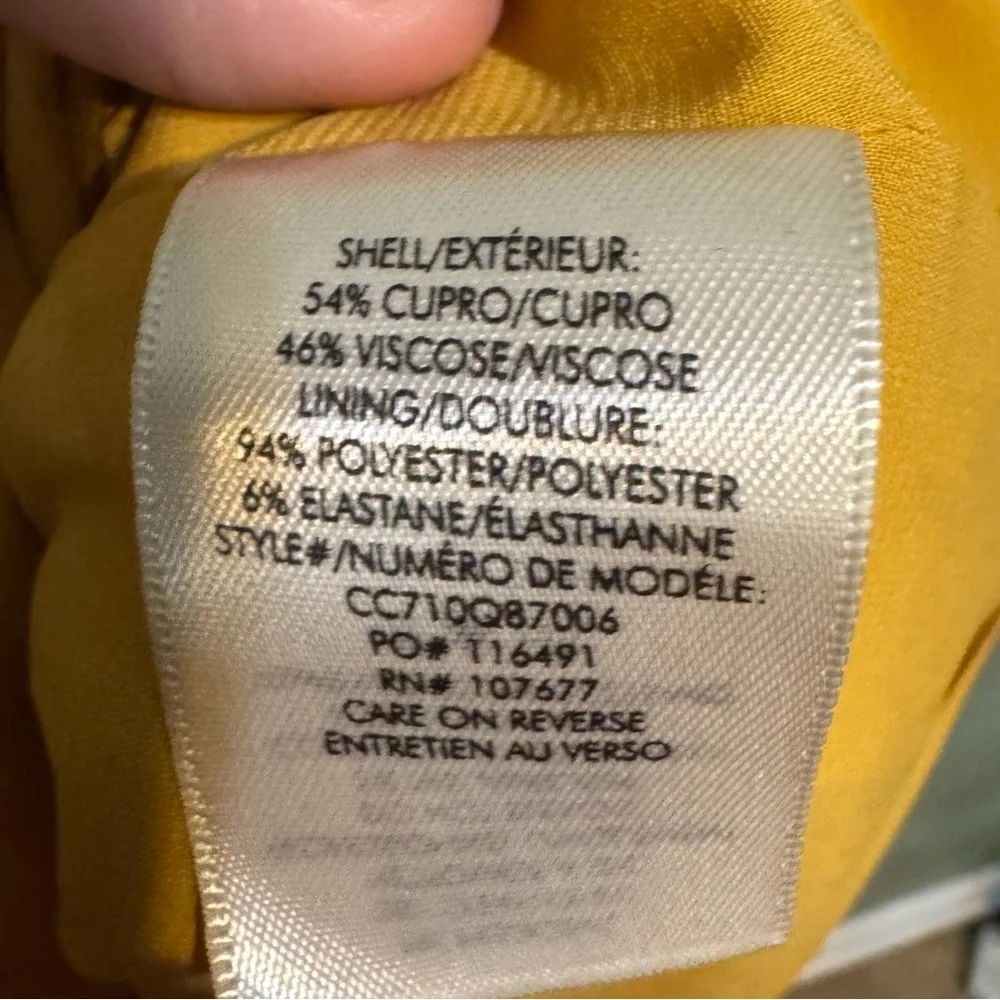 SHELL/EXTÉRIEUR:
54% CUPRO/CUPRO
46% VISCOSE/VISCOSE
LINING/DOUBLURE:
94% POLYESTER/POLYESTER
6% ELASTANE/ÉLASTHANNE
STYLE#/NUMÉRO DE MODÉLE:
CC710Q87006
PO# T16491
RN# 107677
CARE ON REVERSE
ENTRETIEN AU VERSO